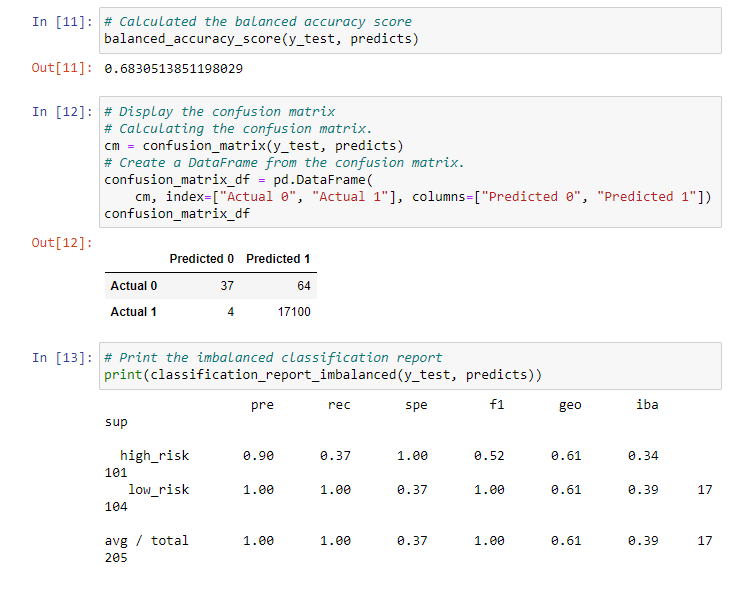 In [11]: # Calculated the balanced accuracy score
balanced_accuracy_score(y_test, predicts)
Out[11]: 0.6830513851198029
In [12]: # Display the confusion matrix
# Calculating the confusion matrix.
cm = confusion_matrix(y_test, predicts)
# Create a DataFrame from the confusion matrix.
confusion_matrix_df = pd.DataFrame(
    cm, index=["Actual 0", "Actual 1"], columns=["Predicted 0", "Predicted 1"])
confusion_matrix_df
Out[12]:
Predicted 0 Predicted 1
Actual 0 37 64
Actual 1 4 17100
In [13]: # Print the imbalanced classification report
print(classification_report_imbalanced(y_test, predicts))
pre rec spe f1 geo iba
sup
high_risk 0.90 0.37 1.00 0.52 0.61 0.34
101
low_risk 1.00 1.00 0.37 1.00 0.61 0.39 17
104
avg / total 1.00 1.00 0.37 1.00 0.61 0.39 17
205